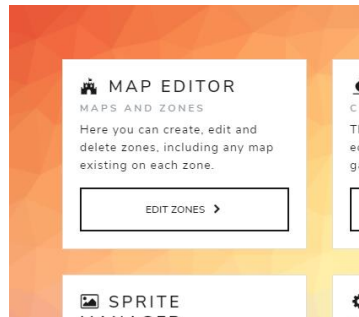 MAP EDITOR
MAPS AND ZONES
Here you can create, edit and
delete zones, including any map
existing on each zone.
EDIT ZONES
SPRITE
MANAGER